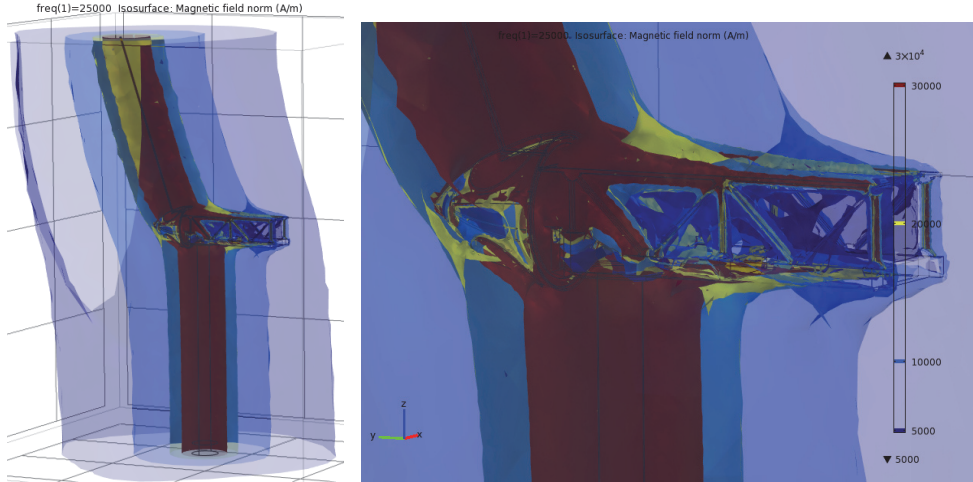 freq(1)=25000 Isosurface: Magnetic field norm (A/m)
freq(1)=25000 Isosurface: Magnetic field norm (A/m)
▲ 3×10⁴
30000
20000
10000
5000
▼ 5000
z
y
x